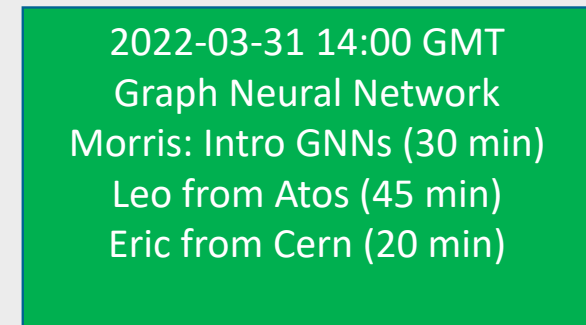 2022-03-31 14:00 GMT
Graph Neural Network
Morris: Intro GNNs (30 min)
Leo from Atos (45 min)
Eric from Cern (20 min)